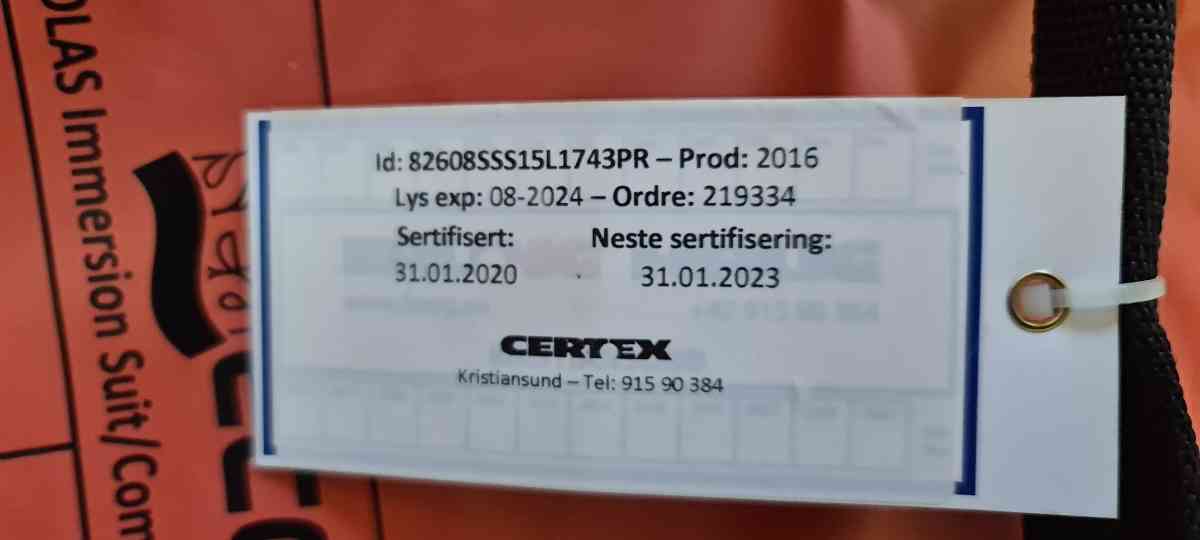 Id: 82608SSS15L1743PR – Prod: 2016
Lys exp: 08-2024 – Ordre: 219334
Sertifisert: Neste sertifisering:
31.01.2020 31.01.2023
CERTEX
Kristiansund – Tel: 915 90 384
OLAS Immersion Suit/Com